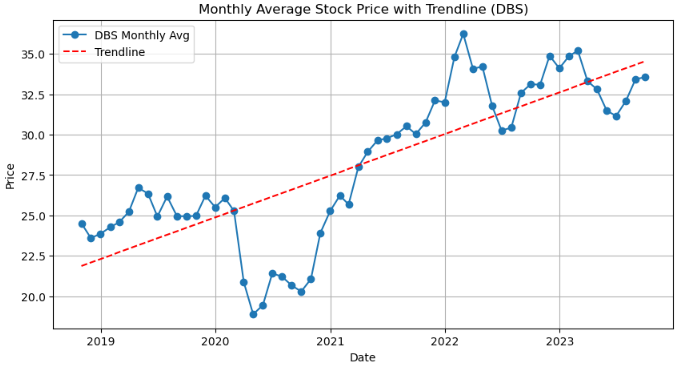 Monthly Average Stock Price with Trendline (DBS)
DBS Monthly Avg
Trendline
35.0
32.5
30.0
27.5
25.0
22.5
20.0
Price
2019 2020 2021 2022 2023
Date